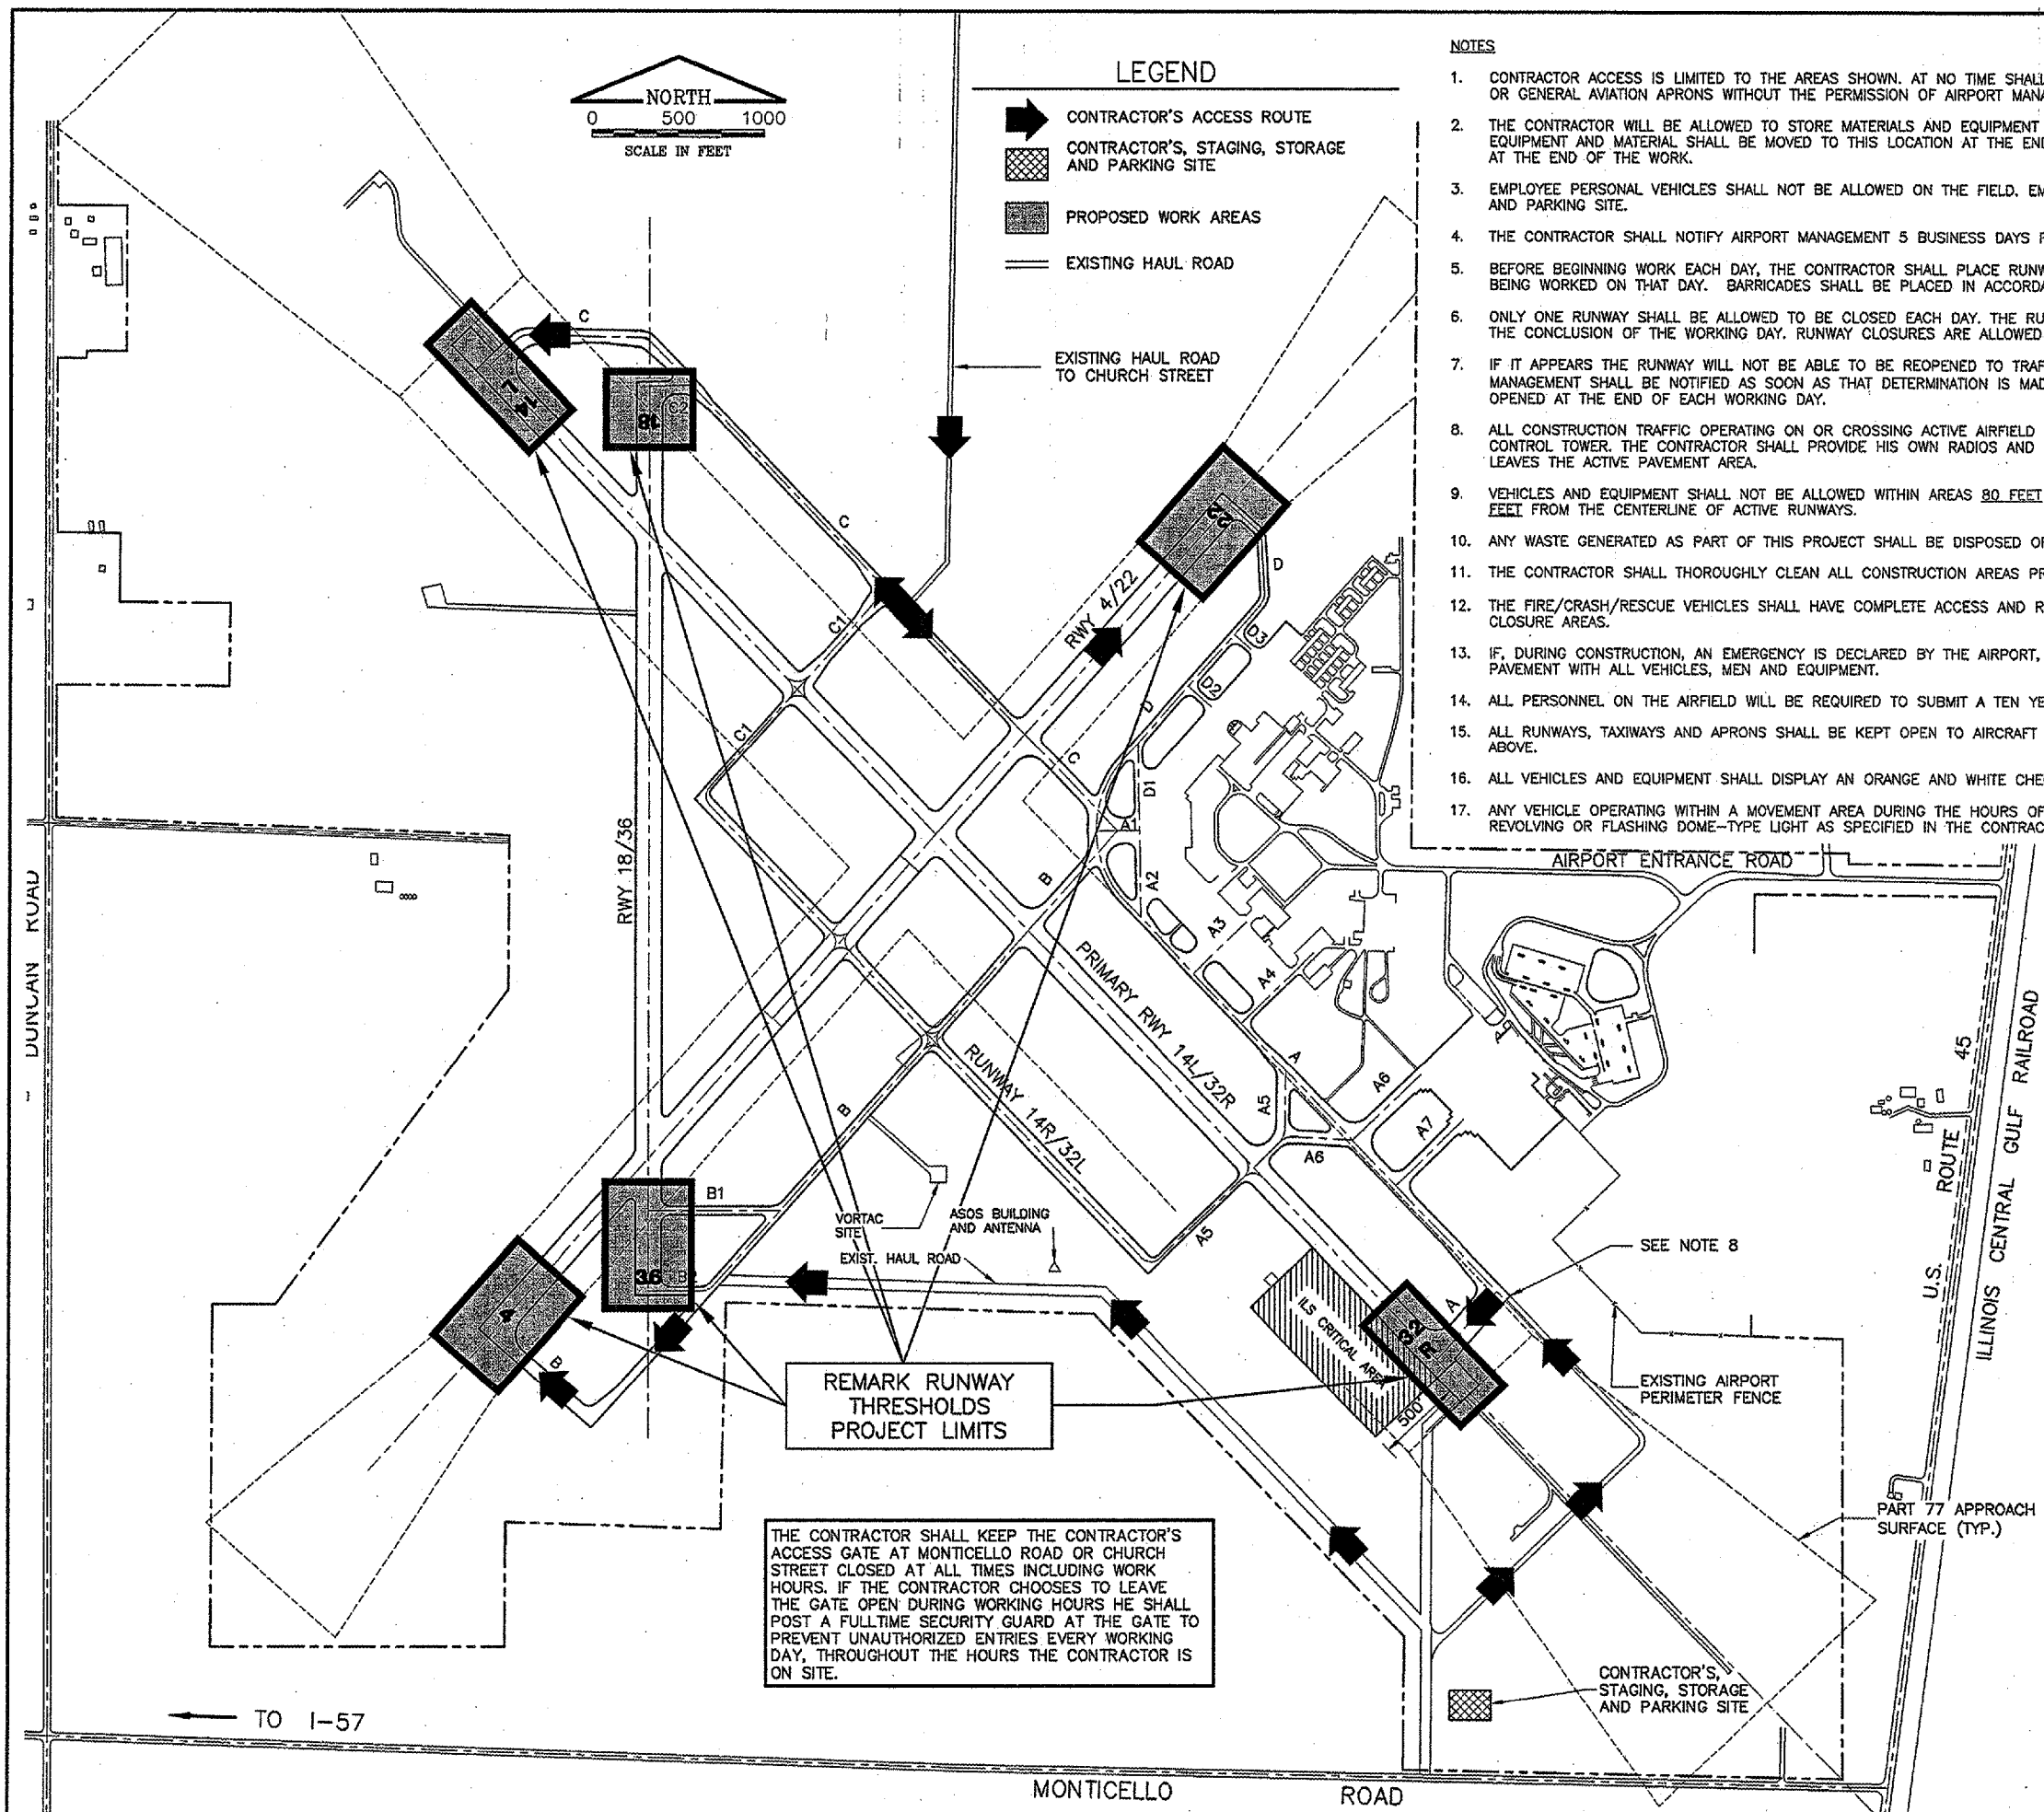 NORTH
0 500 1000
SCALE IN FEET
LEGEND
CONTRACTOR'S ACCESS ROUTE
CONTRACTOR'S, STAGING, STORAGE
AND PARKING SITE
PROPOSED WORK AREAS
EXISTING HAUL ROAD
NOTES
1. CONTRACTOR ACCESS IS LIMITED TO THE AREAS SHOWN. AT NO TIME SHALL
OR GENERAL AVIATION APRONS WITHOUT THE PERMISSION OF AIRPORT MANA
2. THE CONTRACTOR WILL BE ALLOWED TO STORE MATERIALS AND EQUIPMENT
EQUIPMENT AND MATERIAL SHALL BE MOVED TO THIS LOCATION AT THE END
AT THE END OF THE WORK.
3. EMPLOYEE PERSONAL VEHICLES SHALL NOT BE ALLOWED ON THE FIELD. EM
AND PARKING SITE.
4. THE CONTRACTOR SHALL NOTIFY AIRPORT MANAGEMENT 5 BUSINESS DAYS P
5. BEFORE BEGINNING WORK EACH DAY, THE CONTRACTOR SHALL PLACE RUNW
BEING WORKED ON THAT DAY. BARRICADES SHALL BE PLACED IN ACCORDA
6. ONLY ONE RUNWAY SHALL BE ALLOWED TO BE CLOSED EACH DAY. THE RU
THE CONCLUSION OF THE WORKING DAY. RUNWAY CLOSURES ARE ALLOWED
7. IF IT APPEARS THE RUNWAY WILL NOT BE ABLE TO BE REOPENED TO TRAF
MANAGEMENT SHALL BE NOTIFIED AS SOON AS THAT DETERMINATION IS MAD
OPENED AT THE END OF EACH WORKING DAY.
8. ALL CONSTRUCTION TRAFFIC OPERATING ON OR CROSSING ACTIVE AIRFIELD
CONTROL TOWER. THE CONTRACTOR SHALL PROVIDE HIS OWN RADIOS AND
LEAVES THE ACTIVE PAVEMENT AREA.
9. VEHICLES AND EQUIPMENT SHALL NOT BE ALLOWED WITHIN AREAS 80 FEET
FEET FROM THE CENTERLINE OF ACTIVE RUNWAYS.
10. ANY WASTE GENERATED AS PART OF THIS PROJECT SHALL BE DISPOSED OF
11. THE CONTRACTOR SHALL THOROUGHLY CLEAN ALL CONSTRUCTION AREAS PR
12. THE FIRE/CRASH/RESCUE VEHICLES SHALL HAVE COMPLETE ACCESS AND R
CLOSURE AREAS.
13. IF, DURING CONSTRUCTION, AN EMERGENCY IS DECLARED BY THE AIRPORT,
PAVEMENT WITH ALL VEHICLES, MEN AND EQUIPMENT.
14. ALL PERSONNEL ON THE AIRFIELD WILL BE REQUIRED TO SUBMIT A TEN YE
15. ALL RUNWAYS, TAXIWAYS AND APRONS SHALL BE KEPT OPEN TO AIRCRAFT
ABOVE.
16. ALL VEHICLES AND EQUIPMENT SHALL DISPLAY AN ORANGE AND WHITE CHE
17. ANY VEHICLE OPERATING WITHIN A MOVEMENT AREA DURING THE HOURS OF
REVOLVING OR FLASHING DOME-TYPE LIGHT AS SPECIFIED IN THE CONTRAC
EXISTING HAUL ROAD
TO CHURCH STREET
C
14
L
18
C2
C
22
D
RWY 4/22
C1
D3
D2
D
C1
C
D1
A1
RWY 18/36
B
A2
A3
A4
AIRPORT ENTRANCE ROAD
DUNCAN ROAD
PRIMARY RWY 14L/32R
RUNWAY 14R/32L
A
A6
A5
A7
A6
A5
B
B1
VORTAC
SITE
ASOS BUILDING
AND ANTENNA
EXIST. HAUL ROAD
36
B2
4
B
SEE NOTE 8
ILS CRITICAL AREA
32
R
A
500'
EXISTING AIRPORT
PERIMETER FENCE
U.S. ROUTE 45
ILLINOIS CENTRAL GULF RAILROAD
REMARK RUNWAY
THRESHOLDS
PROJECT LIMITS
PART 77 APPROACH
SURFACE (TYP.)
THE CONTRACTOR SHALL KEEP THE CONTRACTOR'S
ACCESS GATE AT MONTICELLO ROAD OR CHURCH
STREET CLOSED AT ALL TIMES INCLUDING WORK
HOURS. IF THE CONTRACTOR CHOOSES TO LEAVE
THE GATE OPEN DURING WORKING HOURS HE SHALL
POST A FULLTIME SECURITY GUARD AT THE GATE TO
PREVENT UNAUTHORIZED ENTRIES EVERY WORKING
DAY, THROUGHOUT THE HOURS THE CONTRACTOR IS
ON SITE.
CONTRACTOR'S,
STAGING, STORAGE
AND PARKING SITE
TO I-57
MONTICELLO ROAD